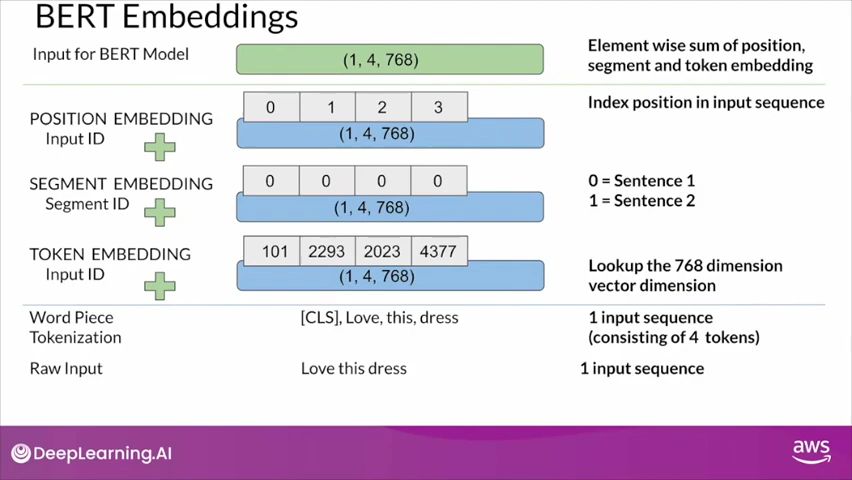 BERT Embeddings
Input for BERT Model
(1, 4, 768)
Element wise sum of position,
segment and token embedding
POSITION EMBEDDING
Input ID
0 1 2 3
(1, 4, 768)
Index position in input sequence
SEGMENT EMBEDDING
Segment ID
0 0 0 0
(1, 4, 768)
0 = Sentence 1
1 = Sentence 2
TOKEN EMBEDDING
Input ID
101 2293 2023 4377
(1, 4, 768)
Lookup the 768 dimension
vector dimension
Word Piece
Tokenization
[CLS], Love, this, dress
1 input sequence
(consisting of 4 tokens)
Raw Input
Love this dress
1 input sequence
DeepLearning.AI
aws